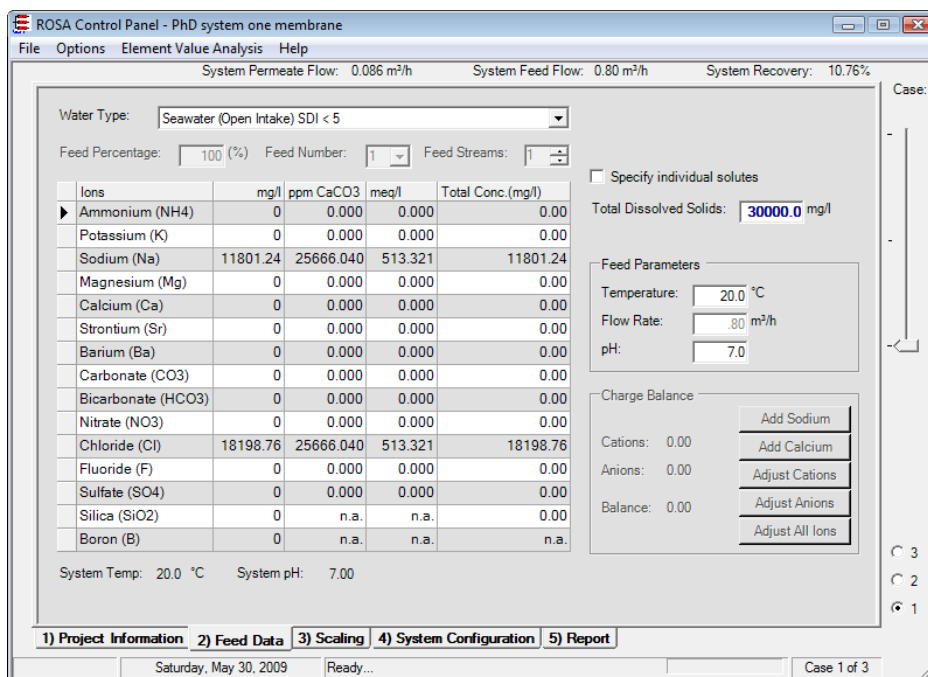 ROSA Control Panel - PhD system one membrane
File Options Element Value Analysis Help
System Permeate Flow: 0.086 m³/h System Feed Flow: 0.80 m³/h System Recovery: 10.76%
Case:
Water Type: Seawater (Open Intake) SDI < 5
Feed Percentage: 100 (%) Feed Number: 1 Feed Streams: 1
Specify individual solutes
Total Dissolved Solids: 30000.0 mg/l
Ions mg/l ppm CaCO3 meq/l Total Conc.(mg/l)
Ammonium (NH4) 0 0.000 0.000 0.00
Potassium (K) 0 0.000 0.000 0.00
Sodium (Na) 11801.24 25666.040 513.321 11801.24
Magnesium (Mg) 0 0.000 0.000 0.00
Calcium (Ca) 0 0.000 0.000 0.00
Strontium (Sr) 0 0.000 0.000 0.00
Barium (Ba) 0 0.000 0.000 0.00
Carbonate (CO3) 0 0.000 0.000 0.00
Bicarbonate (HCO3) 0 0.000 0.000 0.00
Nitrate (NO3) 0 0.000 0.000 0.00
Chloride (Cl) 18198.76 25666.040 513.321 18198.76
Fluoride (F) 0 0.000 0.000 0.00
Sulfate (SO4) 0 0.000 0.000 0.00
Silica (SiO2) 0 n.a. n.a. 0.00
Boron (B) 0 n.a. n.a. n.a.
Feed Parameters
Temperature: 20.0 °C
Flow Rate: .80 m³/h
pH: 7.0
Charge Balance
Cations: 0.00
Anions: 0.00
Balance: 0.00
Add Sodium
Add Calcium
Adjust Cations
Adjust Anions
Adjust All Ions
3
2
1
System Temp: 20.0 °C System pH: 7.00
1) Project Information 2) Feed Data 3) Scaling 4) System Configuration 5) Report
Saturday, May 30, 2009 Ready... Case 1 of 3